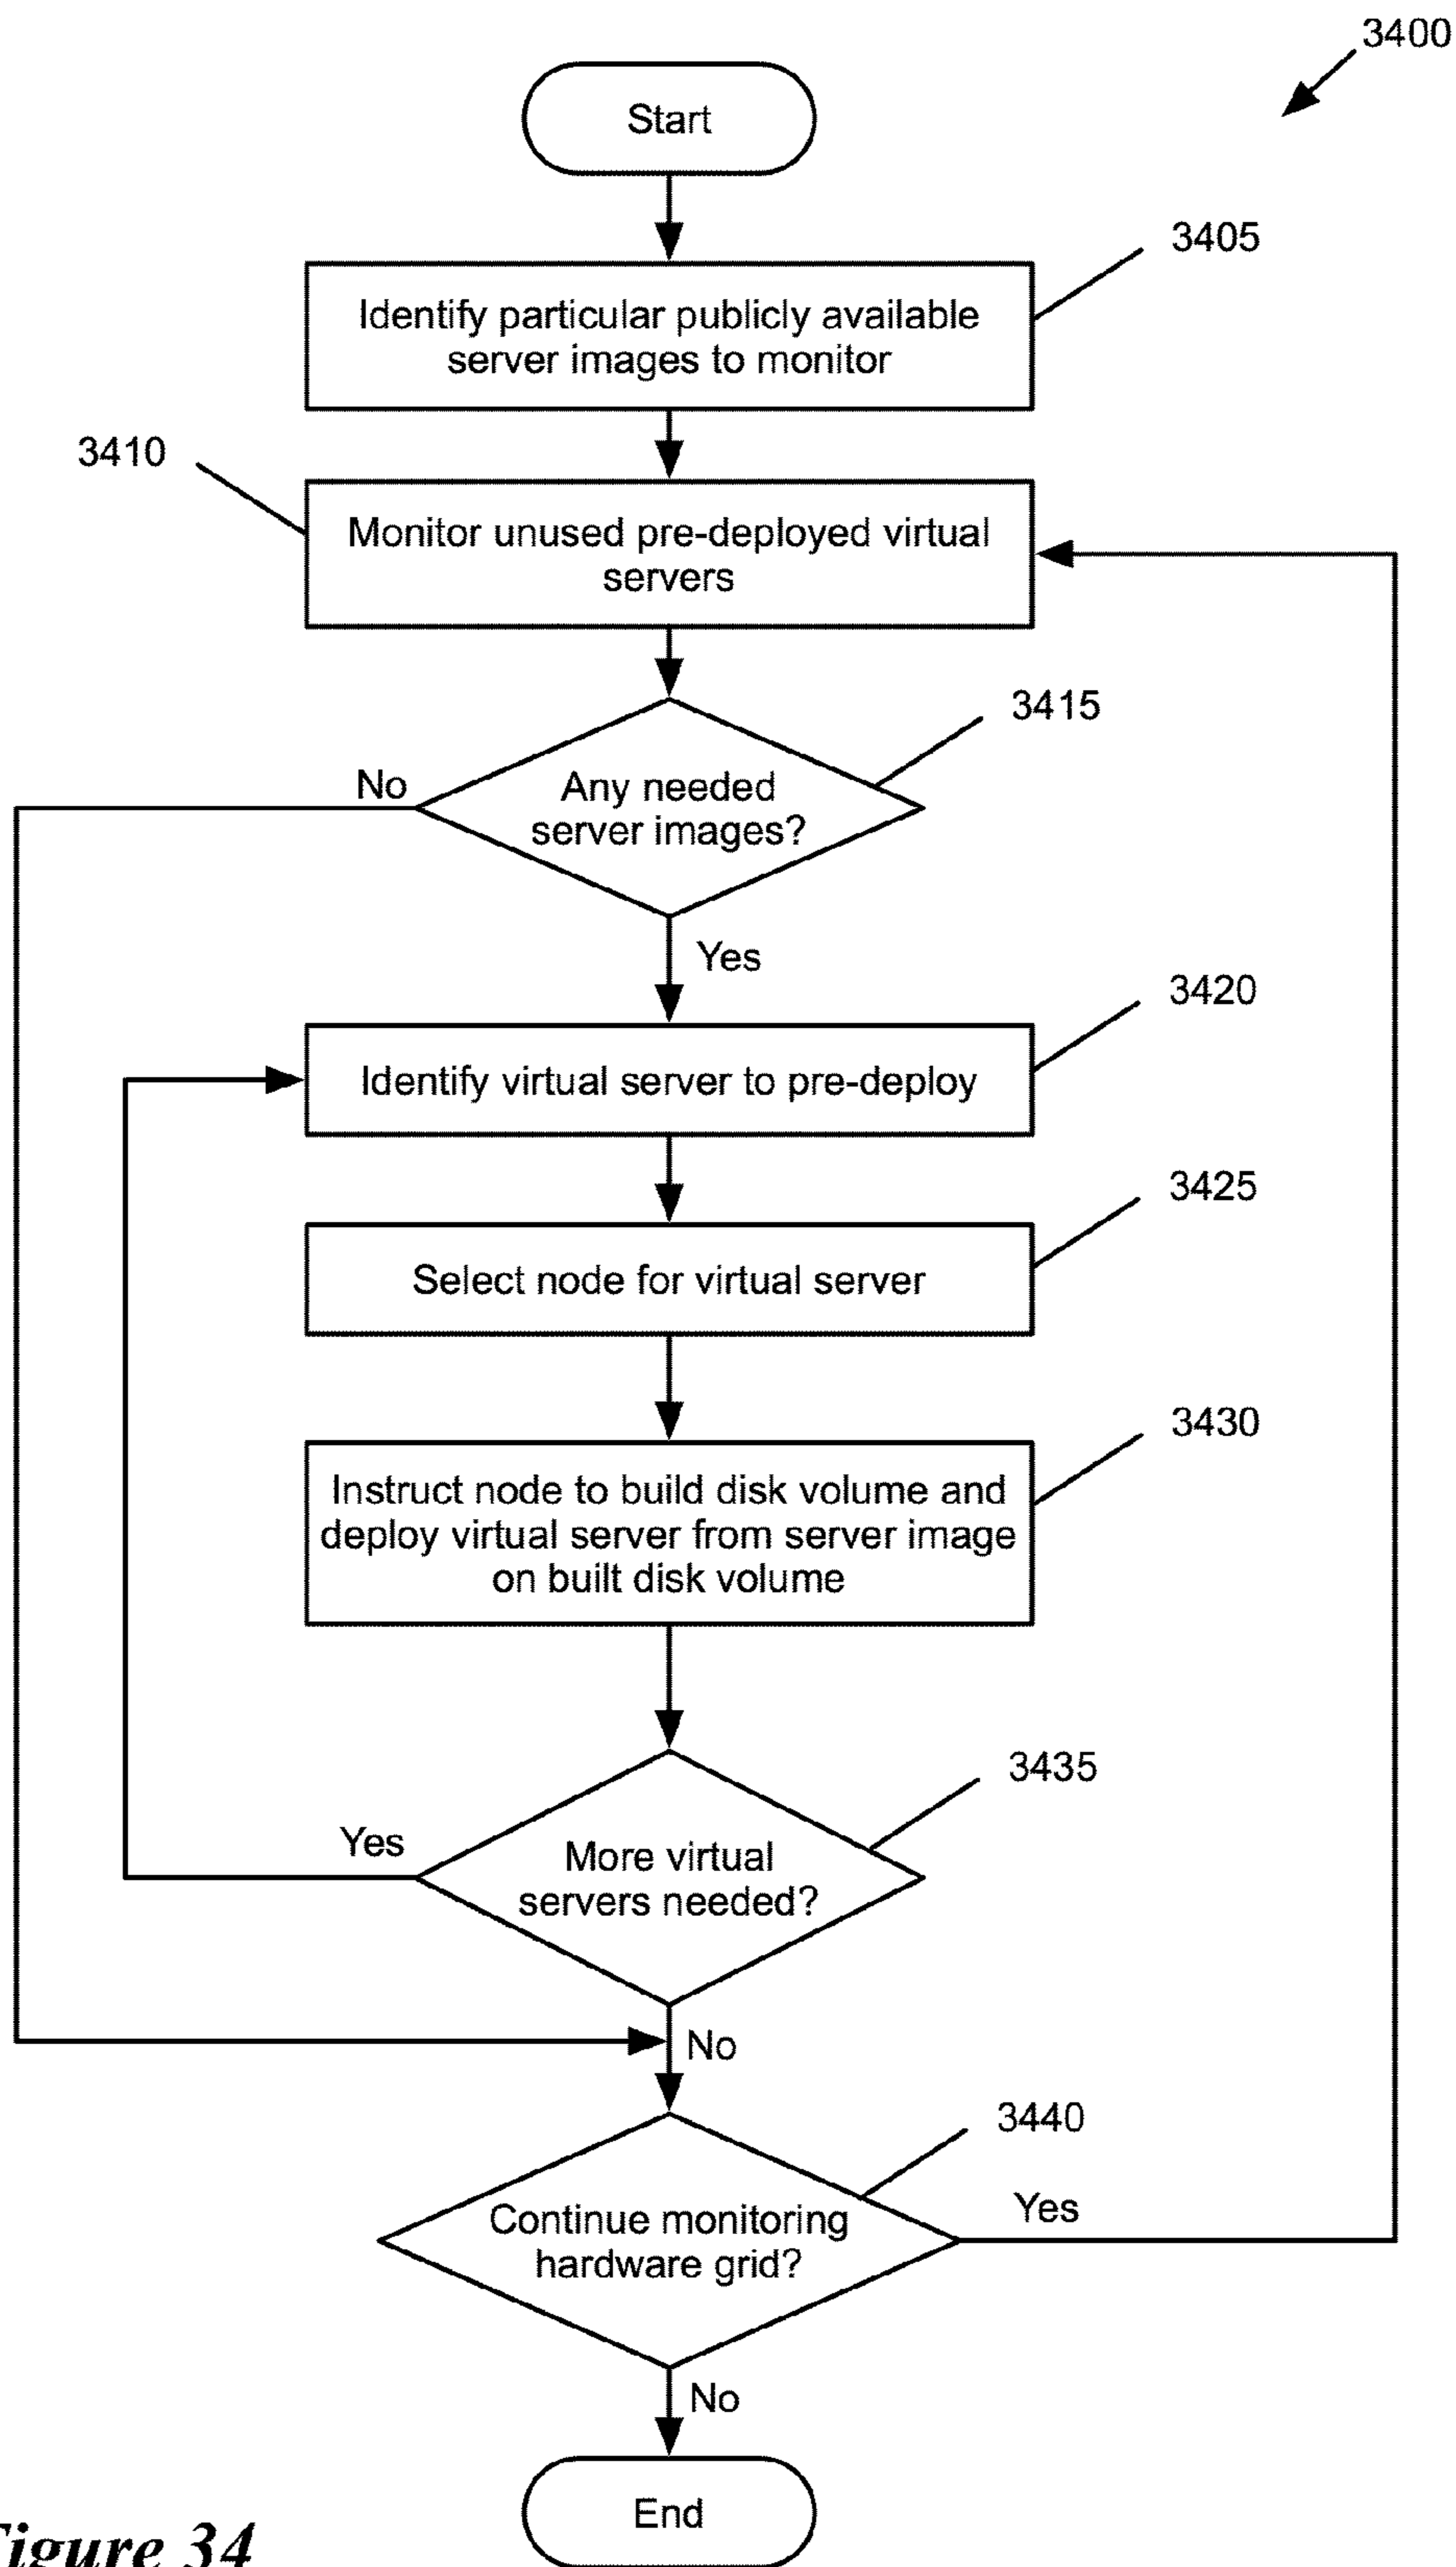 3400
Start
3405
Identify particular publicly available
server images to monitor
3410
Monitor unused pre-deployed virtual
servers
3415
No
Any needed
server images?
Yes
3420
Identify virtual server to pre-deploy
3425
Select node for virtual server
3430
Instruct node to build disk volume and
deploy virtual server from server image
on built disk volume
3435
Yes
More virtual
servers needed?
No
3440
Continue monitoring
hardware grid?
Yes
No
End
Figure 34